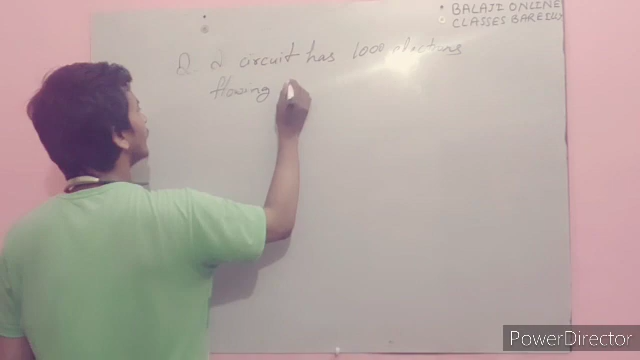 BALAJI ONLINE
CLASSES BAREILLY
Q. A circuit has 1000 electrons
flowing
PowerDirector